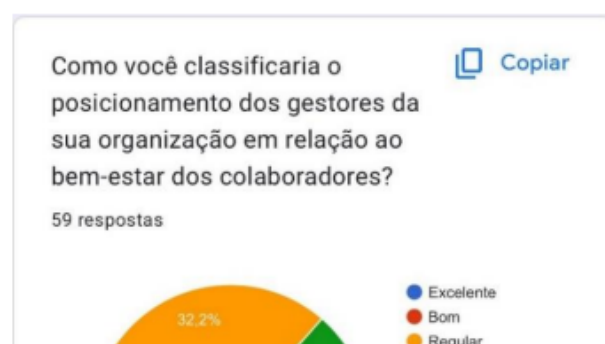 Como você classificaria o
posicionamento dos gestores da
sua organização em relação ao
bem-estar dos colaboradores?
Copiar
59 respostas
32,2%
Excelente
Bom
Regular